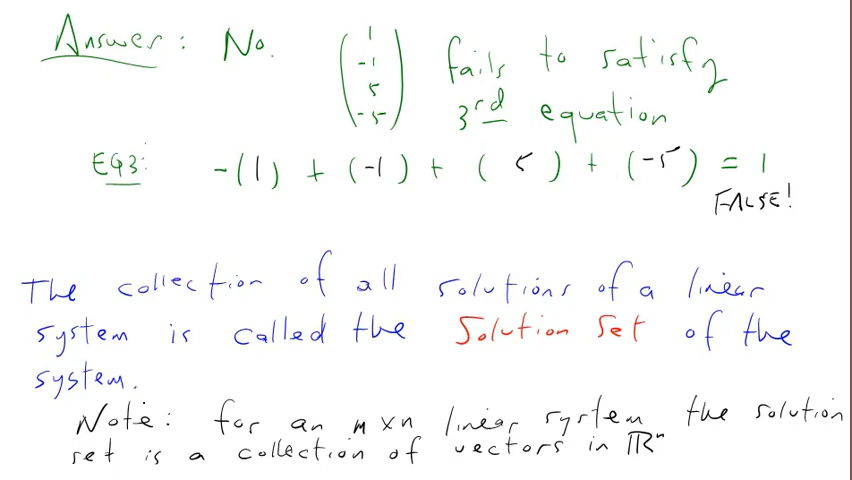 Answer: No. (1 -1 5 -5) fails to satisfy
3rd equation
EQ3: -(1) + (-1) + (5) + (-5) = 1
FALSE!
The collection of all solutions of a linear
system is called the Solution Set of the
system.
Note: for an m×n linear system the solution
set is a collection of vectors in ℝⁿ